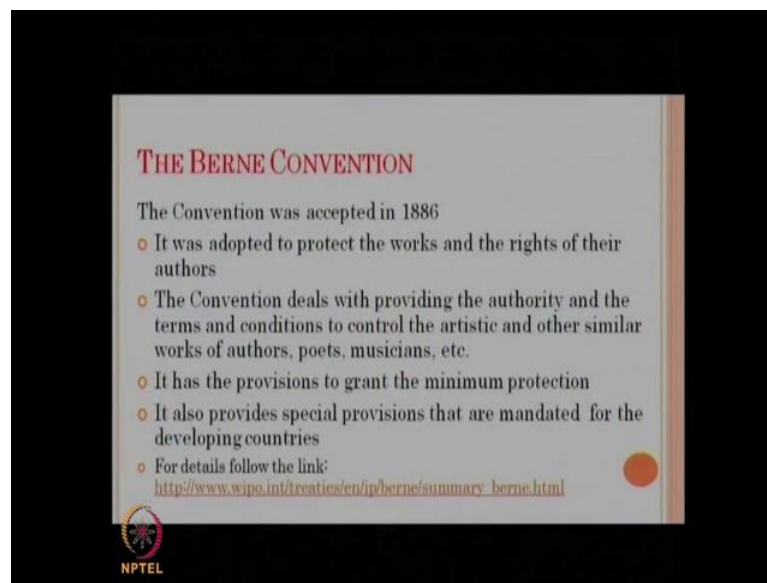 THE BERNE CONVENTION
The Convention was accepted in 1886
It was adopted to protect the works and the rights of their
authors
The Convention deals with providing the authority and the
terms and conditions to control the artistic and other similar
works of authors, poets, musicians, etc.
It has the provisions to grant the minimum protection
It also provides special provisions that are mandated for the
developing countries
For details follow the link:
http://www.wipo.int/treaties/en/ip/berne/summary_berne.html
NPTEL